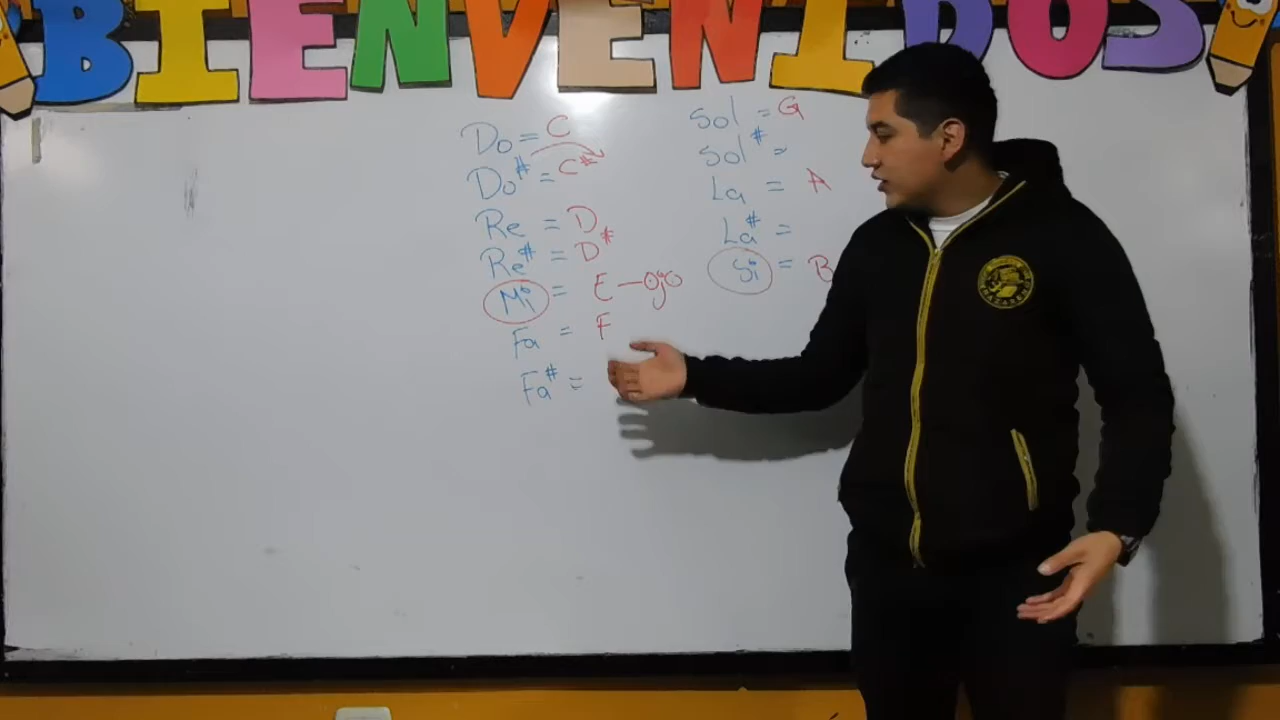 BIENVENIDOS
Do = C
Do# = C#
Re = D
Re# = D#
Mi = E — Ojo
Fa = F
Fa# =
Sol = G
Sol# =
La = A
La# =
Si = B